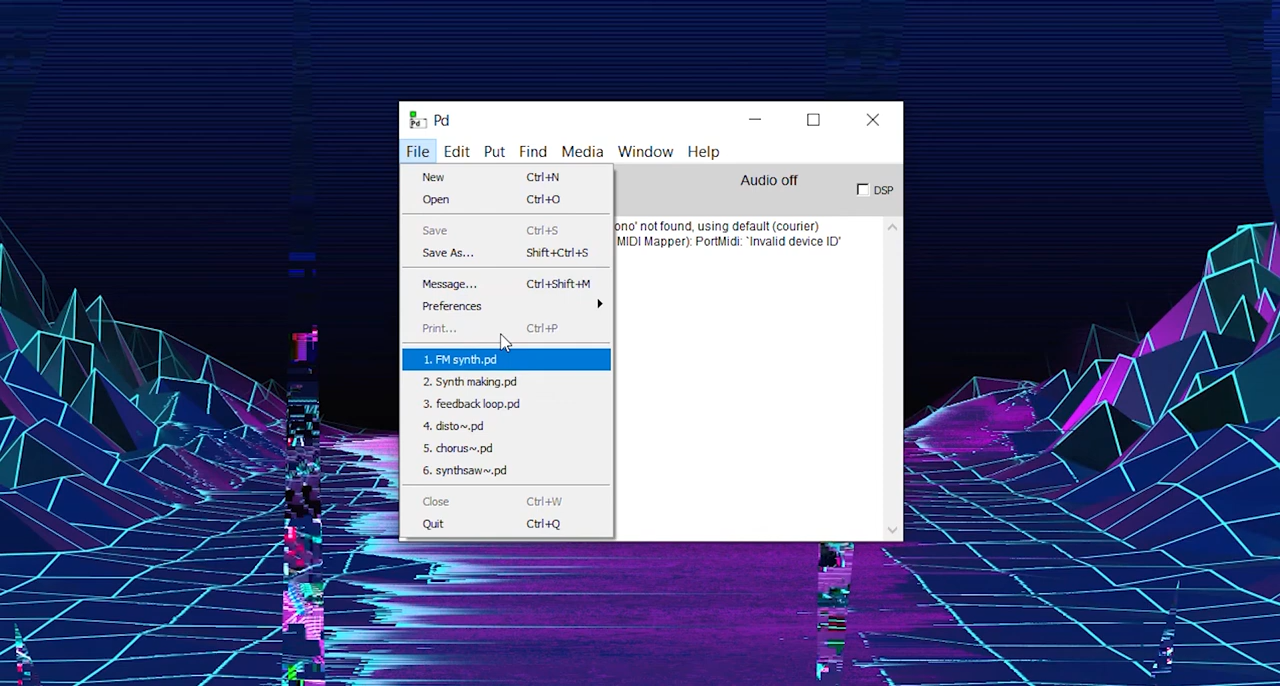 Pd
File Edit Put Find Media Window Help
Audio off
DSP
New Ctrl+N
Open Ctrl+O
Save Ctrl+S
Save As... Shift+Ctrl+S
Message... Ctrl+Shift+M
Preferences
Print... Ctrl+P
1. FM synth.pd
2. Synth making.pd
3. feedback loop.pd
4. disto~.pd
5. chorus~.pd
6. synthsaw~.pd
Close Ctrl+W
Quit Ctrl+Q
ono' not found, using default (courier)
MIDI Mapper): PortMidi: `Invalid device ID'